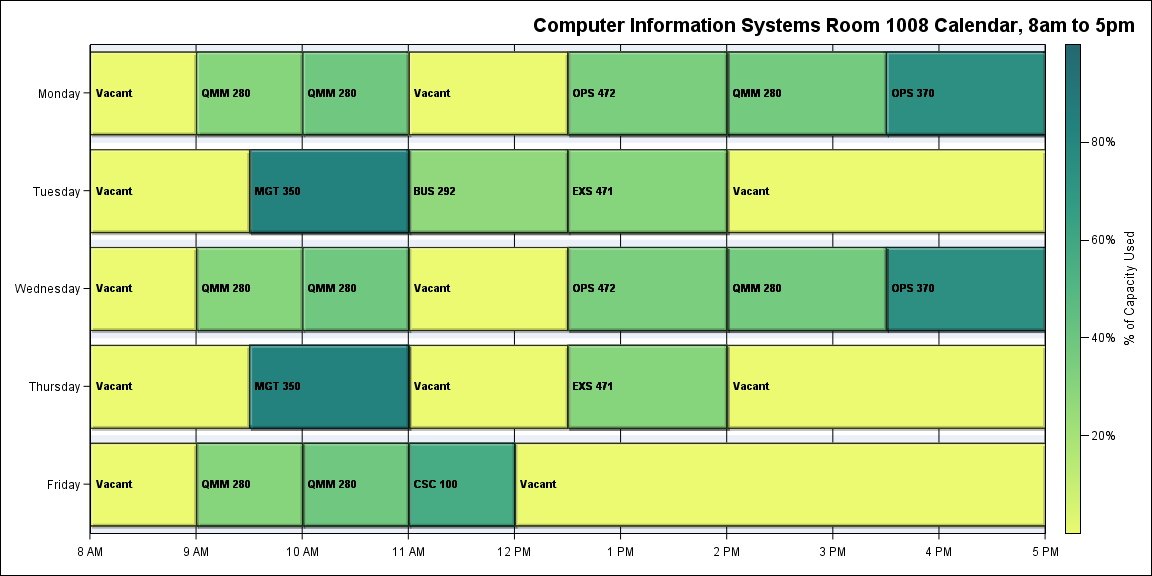 Computer Information Systems Room 1008 Calendar, 8am to 5pm
Monday
Vacant
QMM 280
QMM 280
Vacant
OPS 472
QMM 280
OPS 370
Tuesday
Vacant
MGT 350
BUS 292
EXS 471
Vacant
Wednesday
Vacant
QMM 280
QMM 280
Vacant
OPS 472
QMM 280
OPS 370
Thursday
Vacant
MGT 350
Vacant
EXS 471
Vacant
Friday
Vacant
QMM 280
QMM 280
CSC 100
Vacant
8 AM
9 AM
10 AM
11 AM
12 PM
1 PM
2 PM
3 PM
4 PM
5 PM
80%
60%
40%
20%
% of Capacity Used